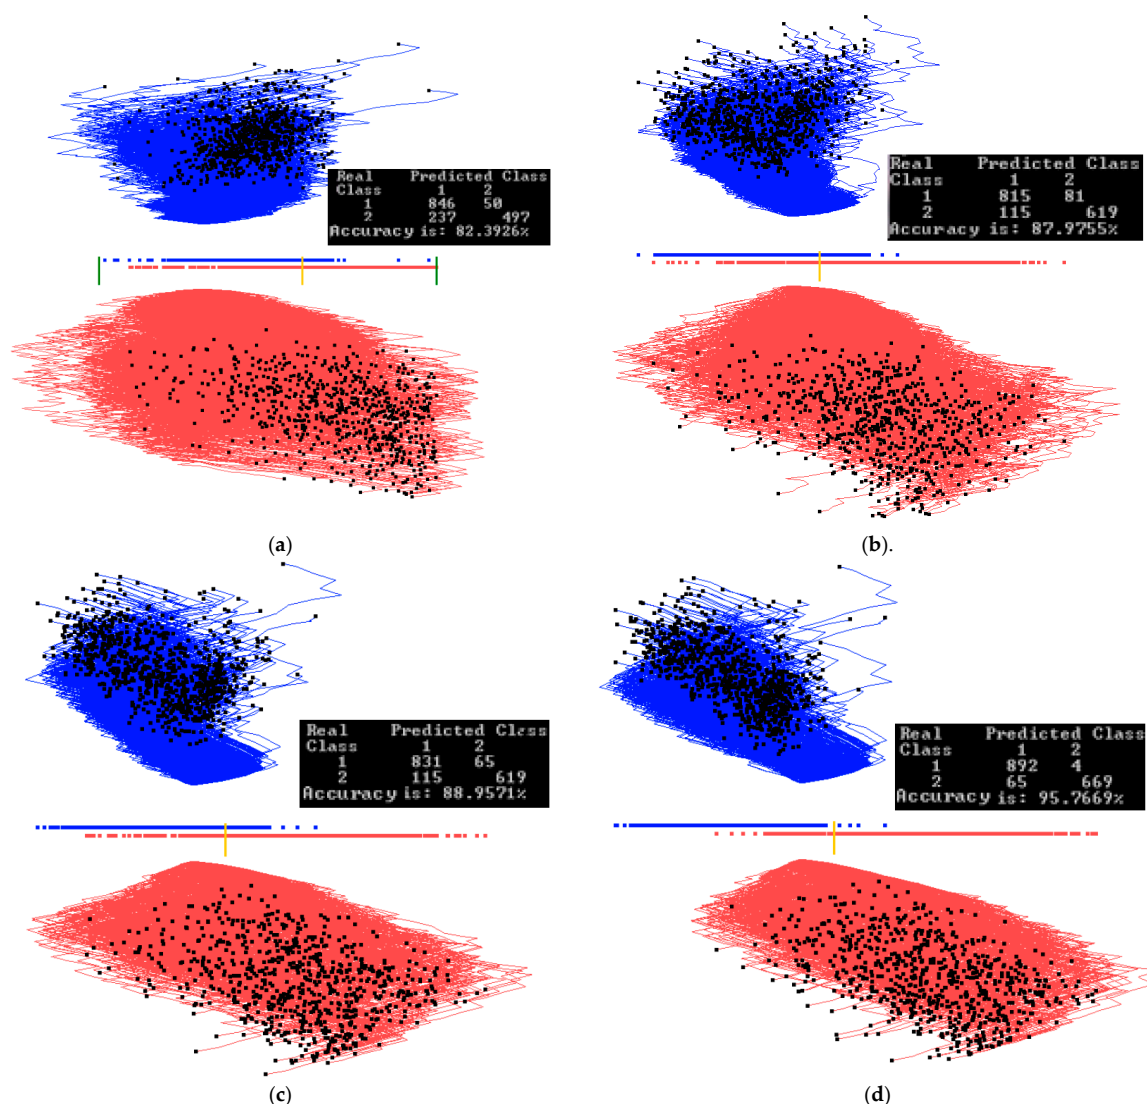 Real Predicted Class
Class 1 2
1 846 50
2 237 497
Accuracy is: 82.3926%
Real Predicted Class
Class 1 2
1 815 81
2 115 619
Accuracy is: 87.9755%
(a)
(b).
Real Predicted Class
Class 1 2
1 831 65
2 115 619
Accuracy is: 88.9571%
Real Predicted Class
Class 1 2
1 892 4
2 65 669
Accuracy is: 95.7669%
(c)
(d)